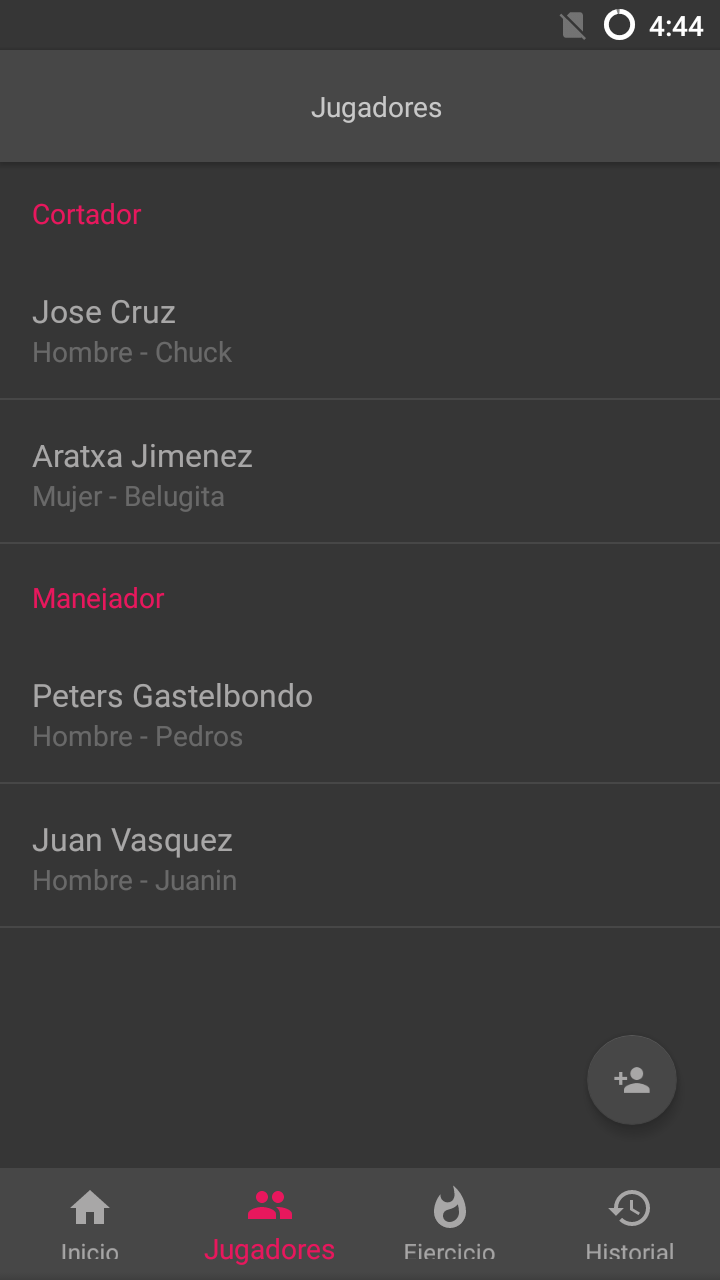 4:44
Jugadores
Cortador
Jose Cruz
Hombre - Chuck
Aratxa Jimenez
Mujer - Belugita
Manejador
Peters Gastelbondo
Hombre - Pedros
Juan Vasquez
Hombre - Juanin
Inicio
Jugadores
Ejercicio
Historial